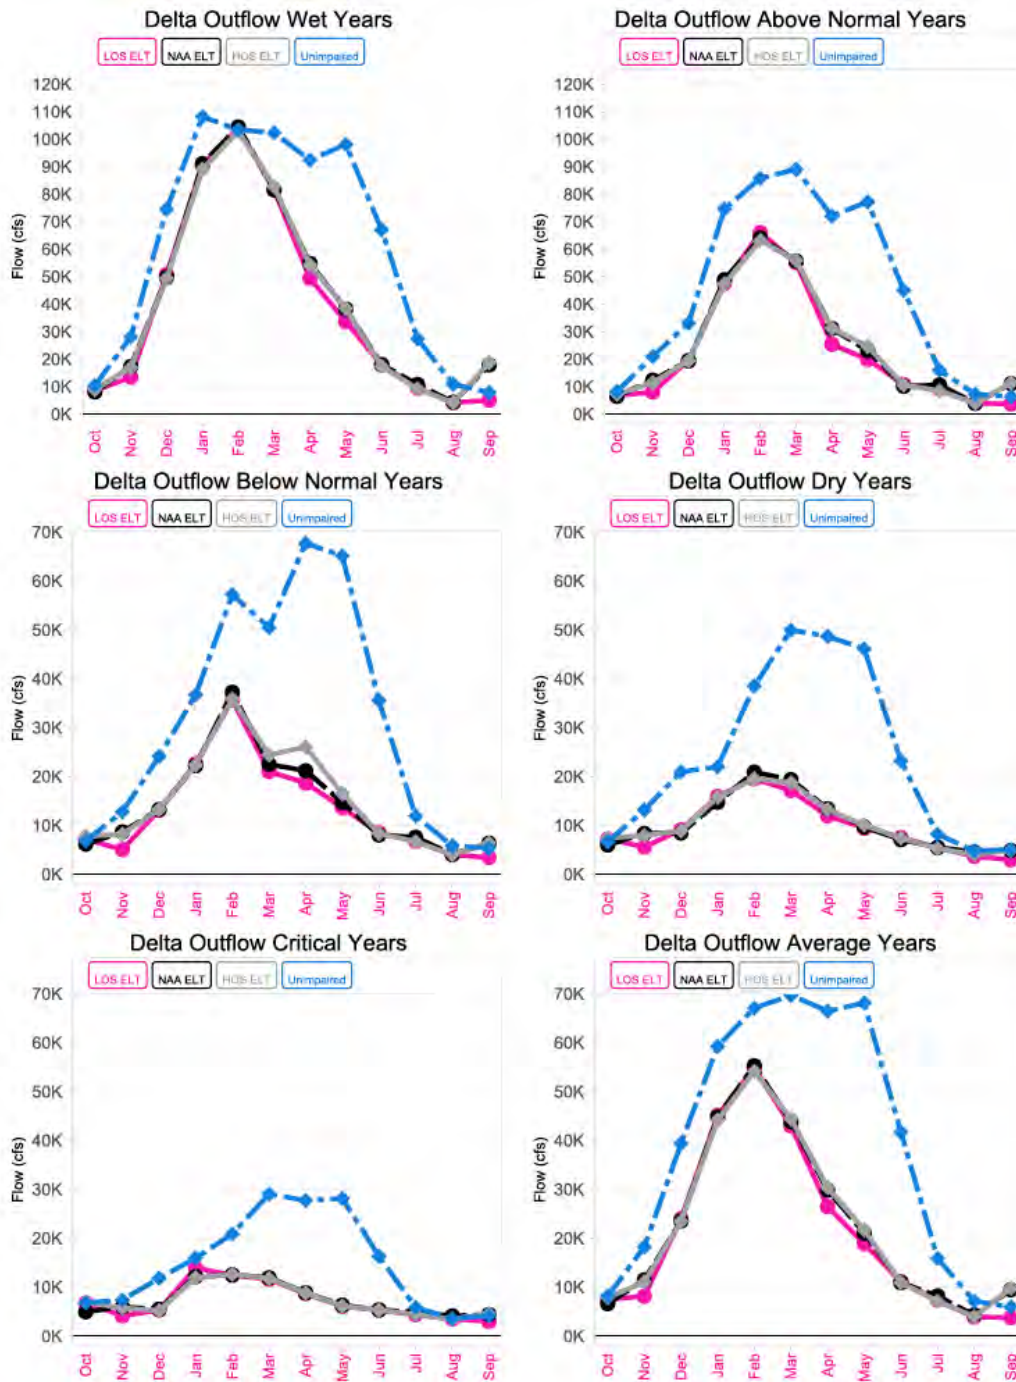 Delta Outflow Wet Years
LOS ELT NAA ELT HOS ELT Unimpaired
120K
110K
100K
90K
80K
70K
60K
50K
40K
30K
20K
10K
0K
Flow (cfs)
Oct Nov Dec Jan Feb Mar Apr May Jun Jul Aug Sep
Delta Outflow Above Normal Years
LOS ELT NAA ELT HOS ELT Unimpaired
120K
110K
100K
90K
80K
70K
60K
50K
40K
30K
20K
10K
0K
Flow (cfs)
Oct Nov Dec Jan Feb Mar Apr May Jun Jul Aug Sep
Delta Outflow Below Normal Years
LOS ELT NAA ELT HOS ELT Unimpaired
70K
60K
50K
40K
30K
20K
10K
0K
Flow (cfs)
Oct Nov Dec Jan Feb Mar Apr May Jun Jul Aug Sep
Delta Outflow Dry Years
LOS ELT NAA ELT HOS ELT Unimpaired
70K
60K
50K
40K
30K
20K
10K
0K
Flow (cfs)
Oct Nov Dec Jan Feb Mar Apr May Jun Jul Aug Sep
Delta Outflow Critical Years
LOS ELT NAA ELT HOS ELT Unimpaired
70K
60K
50K
40K
30K
20K
10K
0K
Flow (cfs)
Oct Nov Dec Jan Feb Mar Apr May Jun Jul Aug Sep
Delta Outflow Average Years
LOS ELT NAA ELT HOS ELT Unimpaired
70K
60K
50K
40K
30K
20K
10K
0K
Flow (cfs)
Oct Nov Dec Jan Feb Mar Apr May Jun Jul Aug Sep